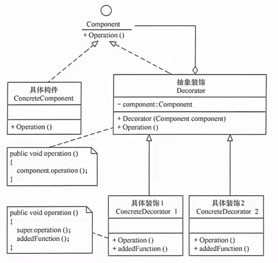 Component
+ Operation ()
具体构件
ConcreteComponent
+ Operation ()
抽象装饰
Decorator
- component:Component
+ Decorator (Component component)
+ Operation ()
public void operation ()
{
component.operation ();
}
public void operation ()
{
super.operation ();
addedFunction ();
}
具体装饰1
ConcreteDecorator 1
+ Operation ()
+ addedFunction ()
具体装饰2
ConcreteDecorator 2
+ Operation ()
+ addedFunction ()